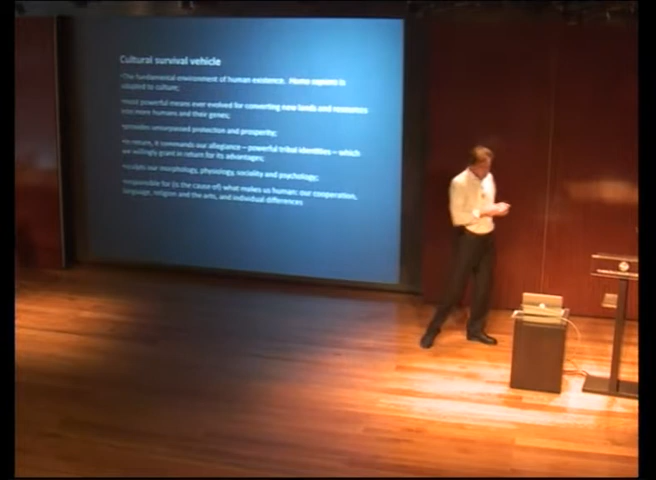 Cultural survival vehicle
•The fundamental environment of human existence. Homo sapiens is
adapted to culture;
•most powerful means ever evolved for converting new lands and resources
into more humans and their genes;
•provides unsurpassed protection and prosperity;
•In return, it commands our allegiance – powerful tribal identities – which
we willingly grant in return for its advantages;
•sculpts our morphology, physiology, sociality and psychology;
•responsible for (is the cause of) what makes us human: our cooperation,
language, religion and the arts, and individual differences